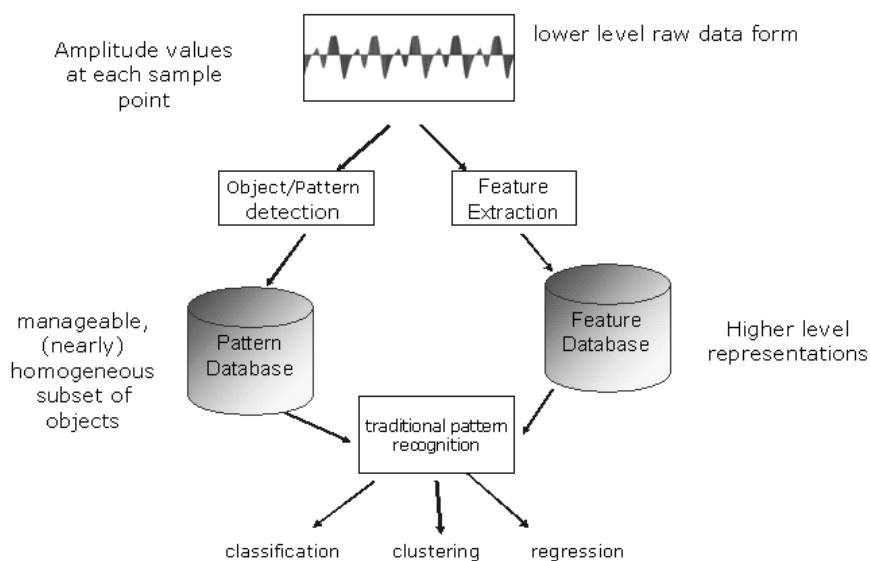 Amplitude values
at each sample
point
lower level raw data form
Object/Pattern
detection
Feature
Extraction
manageable,
(nearly)
homogeneous
subset of
objects
Pattern
Database
Feature
Database
Higher level
representations
traditional pattern
recognition
classification
clustering
regression